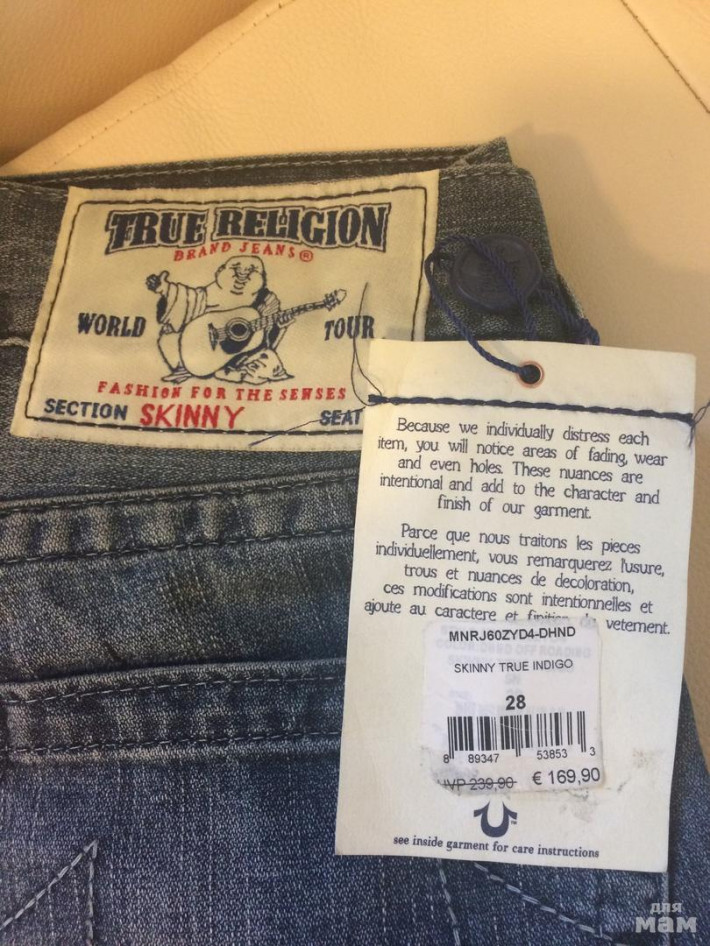 TRUE RELIGION
BRAND JEANS®
WORLD TOUR
FASHION FOR THE SENSES
SECTION SKINNY SEAT
Because we individually distress each
item, you will notice areas of fading, wear
and even holes. These nuances are
intentional and add to the character and
finish of our garment.
Parce que nous traitons les pieces
individuellement, vous remarquerez l'usure,
trous et nuances de decoloration,
ces modifications sont intentionnelles et
ajoute au caractere et finition vetement.
MNRJ60ZYD4-DHND
SKINNY TRUE INDIGO
28
8 89347 53853 3
239,90 € 169,90
see inside garment for care instructions
для
мам